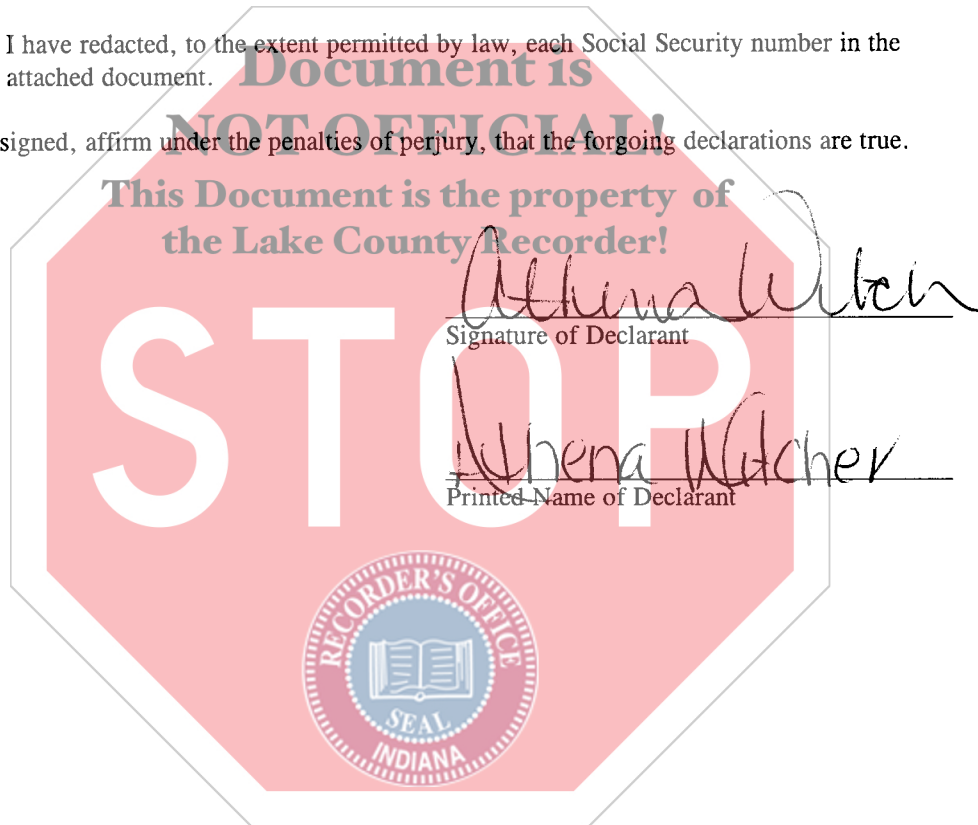 I have redacted, to the extent permitted by law, each Social Security number in the
attached document.
Document is
NOT OFFICIAL!
signed, affirm under the penalties of perjury, that the forgoing declarations are true.
This Document is the property of
the Lake County Recorder!
Athena Witch
Signature of Declarant
STOP
Athena Witcher
Printed Name of Declarant
RECORDER'S OFFICE
SEAL
INDIANA